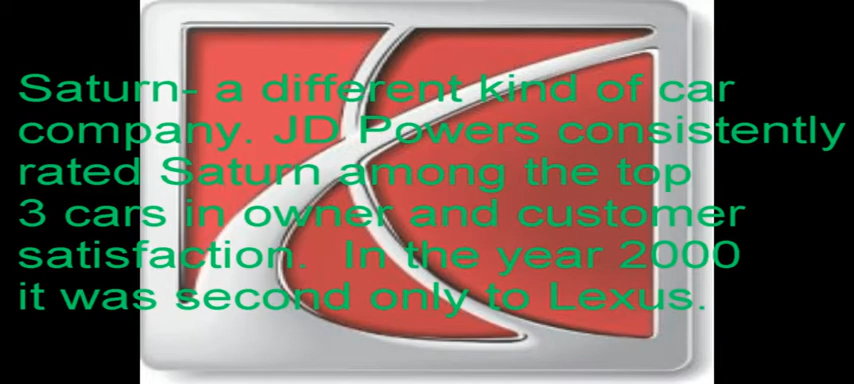 Saturn- a different kind of car
company. JD Powers consistently
rated Saturn among the top
3 cars in owner and customer
satisfaction.  In the year 2000
it was second only to Lexus.